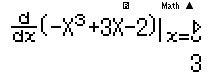 Math ▲
d/dx(-X³+3X-2)|x=
3